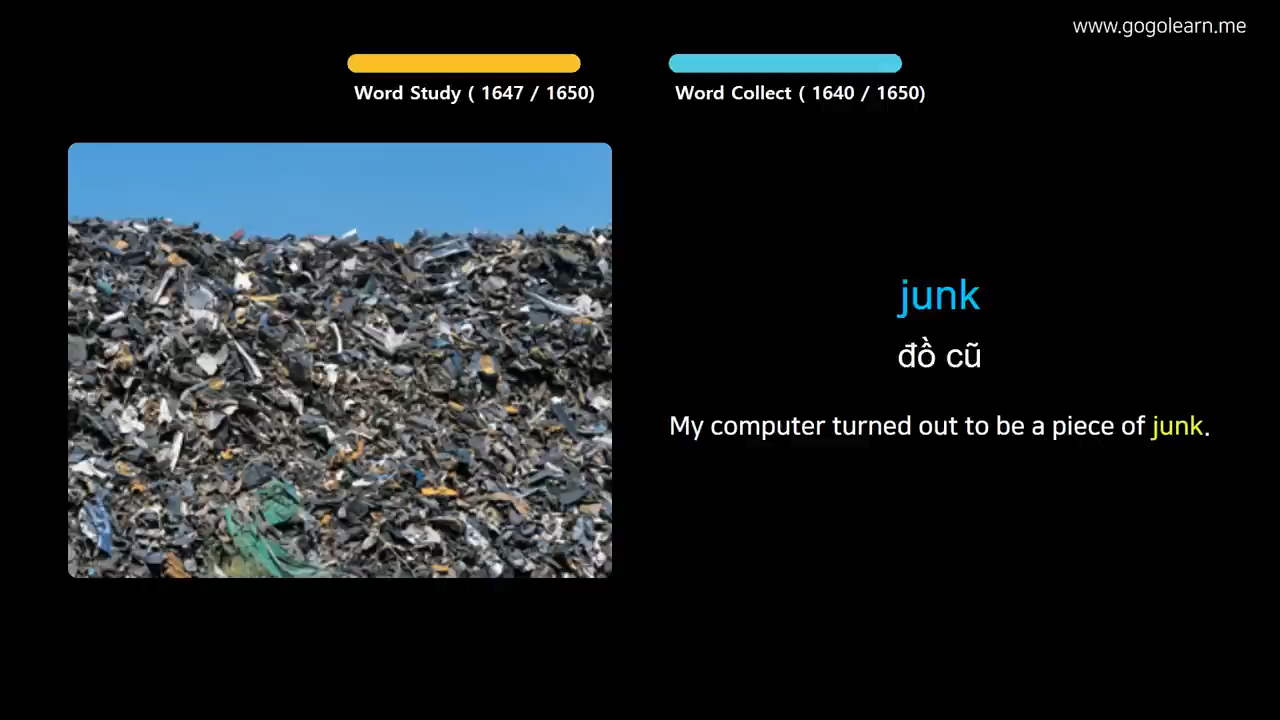 www.gogolearn.me
Word Study ( 1647 / 1650)
Word Collect ( 1640 / 1650)
junk
đồ cũ
My computer turned out to be a piece of junk.